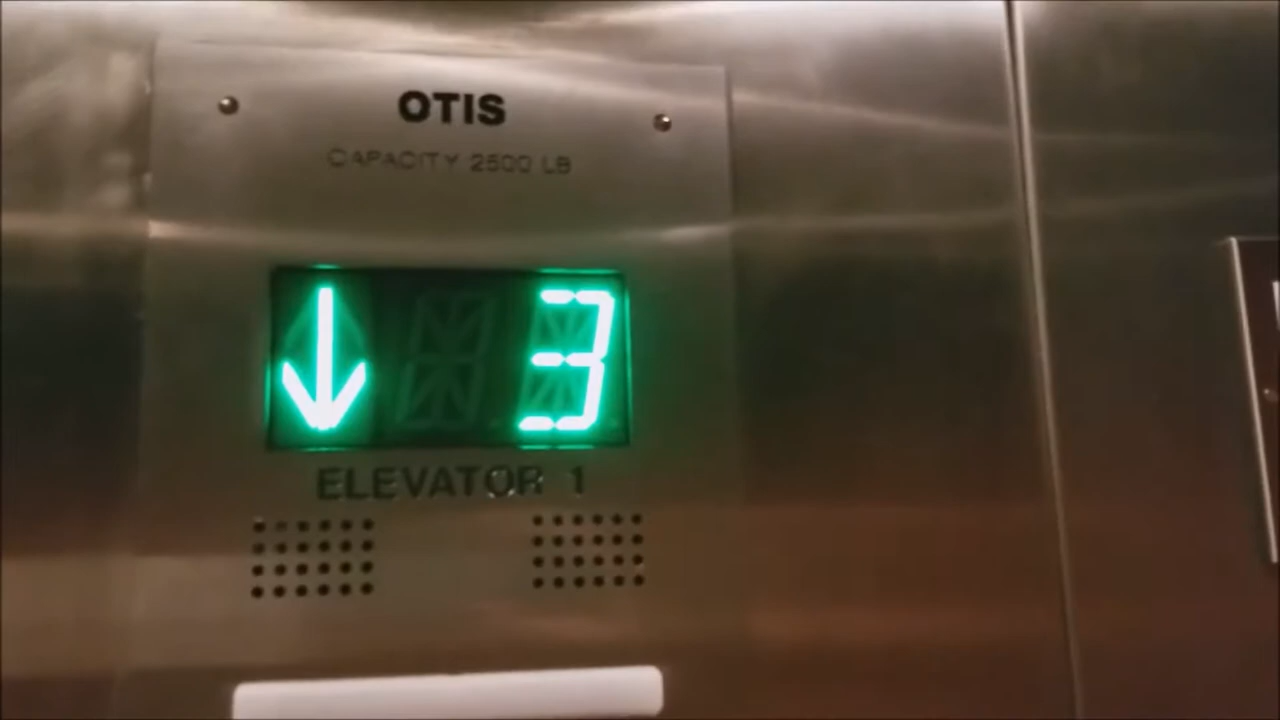 OTIS
CAPACITY 2500 LB
↓ 3
ELEVATOR 1